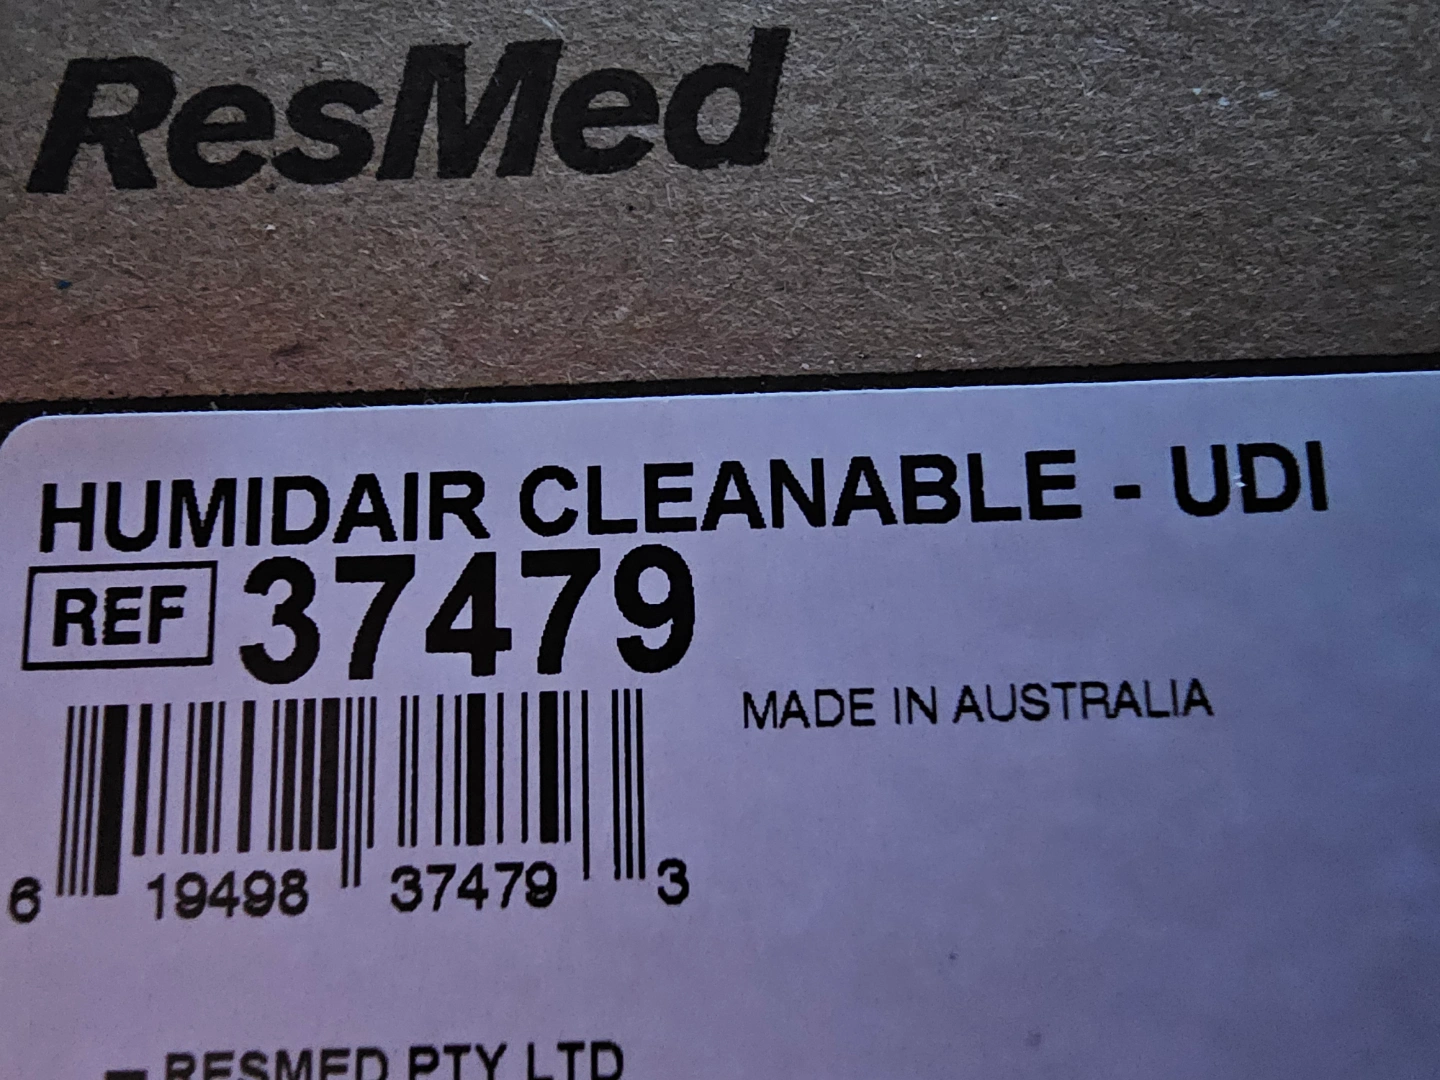 ResMed
HUMIDAIR CLEANABLE - UDI
REF 37479
MADE IN AUSTRALIA
6 19498 37479 3
RESMED PTY LTD